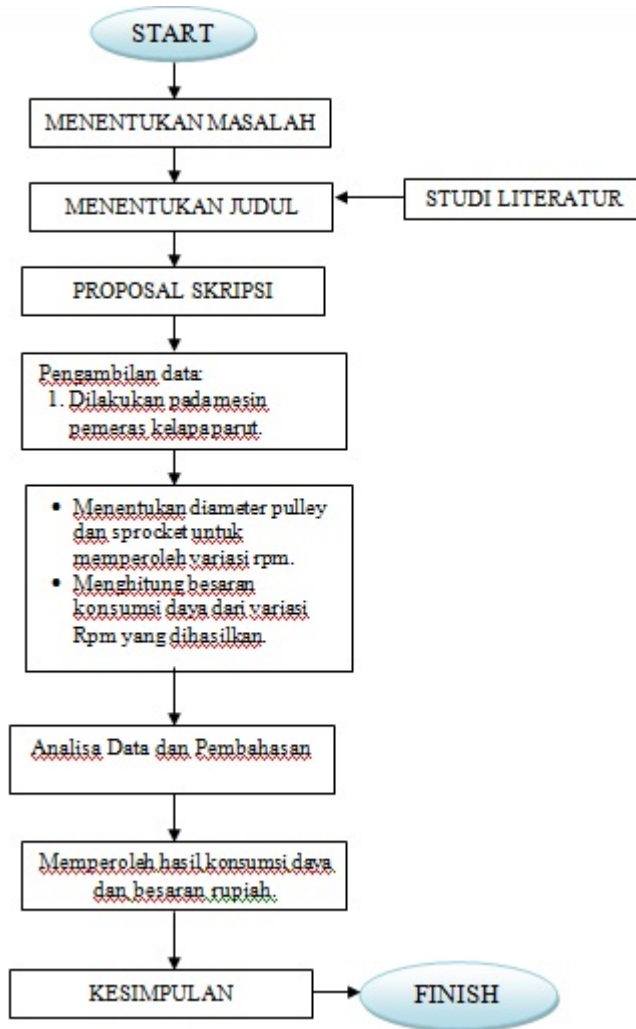 START
MENENTUKAN MASALAH
MENENTUKAN JUDUL
STUDI LITERATUR
PROPOSAL SKRIPSI
Pengambilan data:
1. Dilakukan pada mesin
pemeras kelapa parut.
• Menentukan diameter pulley
dan sprocket untuk
memperoleh variasi rpm.
• Menghitung besaran
konsumsi daya dari variasi
Rpm yang dihasilkan.
Analisa Data dan Pembahasan
Memperoleh hasil konsumsi daya
dan besaran rupiah.
KESIMPULAN
FINISH